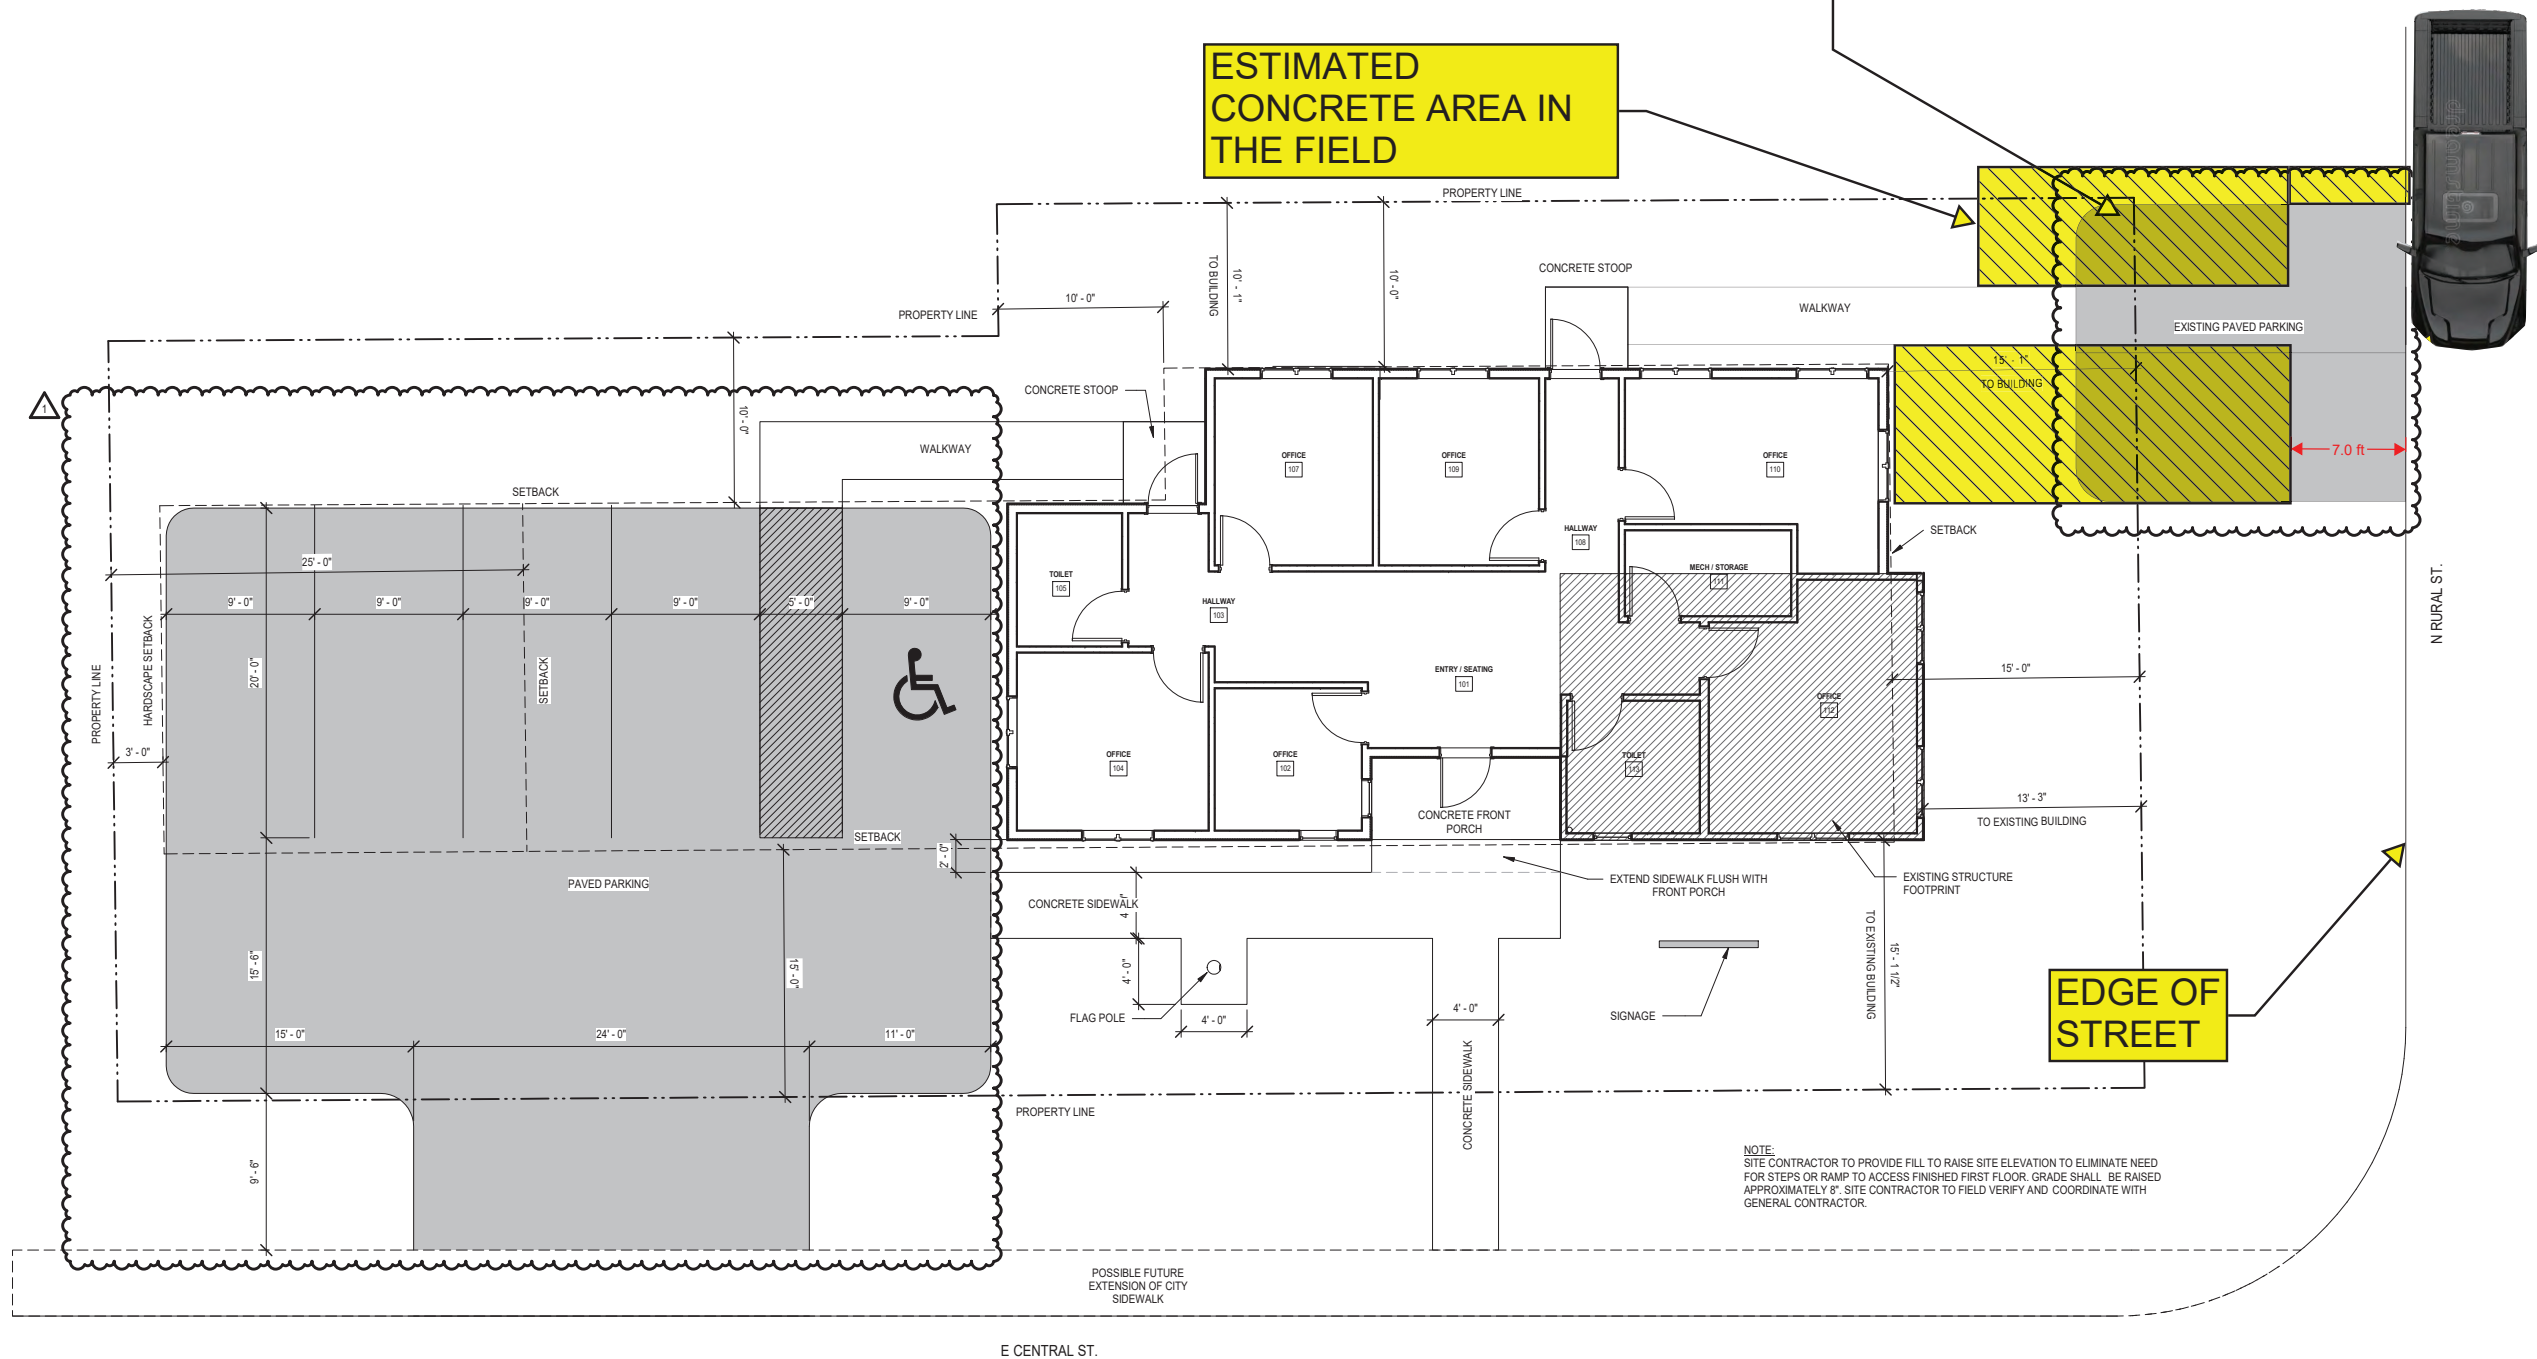 ESTIMATED
CONCRETE AREA IN
THE FIELD
PROPERTY LINE
TO BUILDING
10' - 1"
10' - 0"
CONCRETE STOOP
WALKWAY
EXISTING PAVED PARKING
dreamstime
10' - 0"
PROPERTY LINE
15' - 1"
TO BUILDING
1
CONCRETE STOOP
10' - 0"
WALKWAY
7.0 ft
OFFICE
107
OFFICE
109
OFFICE
110
SETBACK
HALLWAY
108
SETBACK
25' - 0"
MECH / STORAGE
111
TOILET
105
HALLWAY
103
9' - 0"
9' - 0"
9' - 0"
9' - 0"
5' - 0"
9' - 0"
N RURAL ST.
PROPERTY LINE
HARDSCAPE SETBACK
20' - 0"
SETBACK
ENTRY / SEATING
101
15' - 0"
OFFICE
112
3' - 0"
OFFICE
104
OFFICE
102
TOILET
113
13' - 3"
TO EXISTING BUILDING
CONCRETE FRONT
PORCH
SETBACK
2' - 0"
PAVED PARKING
EXTEND SIDEWALK FLUSH WITH
FRONT PORCH
EXISTING STRUCTURE
FOOTPRINT
CONCRETE SIDEWALK
15' - 6"
15' - 0"
4' - 0"
TO EXISTING BUILDING
15' - 1 1/2"
FLAG POLE
4' - 0"
4' - 0"
SIGNAGE
EDGE OF
STREET
15' - 0"
24' - 0"
11' - 0"
CONCRETE SIDEWALK
PROPERTY LINE
9' - 6"
NOTE:
SITE CONTRACTOR TO PROVIDE FILL TO RAISE SITE ELEVATION TO ELIMINATE NEED
FOR STEPS OR RAMP TO ACCESS FINISHED FIRST FLOOR. GRADE SHALL BE RAISED
APPROXIMATELY 8". SITE CONTRACTOR TO FIELD VERIFY AND COORDINATE WITH
GENERAL CONTRACTOR.
POSSIBLE FUTURE
EXTENSION OF CITY
SIDEWALK
E CENTRAL ST.